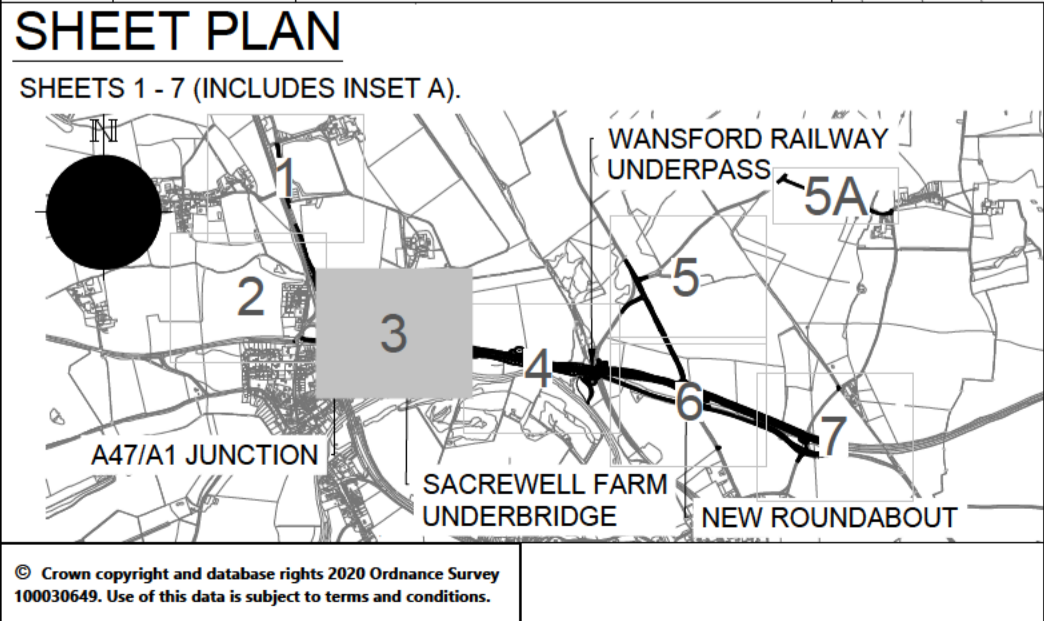 SHEET PLAN
SHEETS 1 - 7 (INCLUDES INSET A).
N
WANSFORD RAILWAY
UNDERPASS
1
5A
2
5
3
4
6
7
A47/A1 JUNCTION
SACREWELL FARM
UNDERBRIDGE
NEW ROUNDABOUT
© Crown copyright and database rights 2020 Ordnance Survey
100030649. Use of this data is subject to terms and conditions.